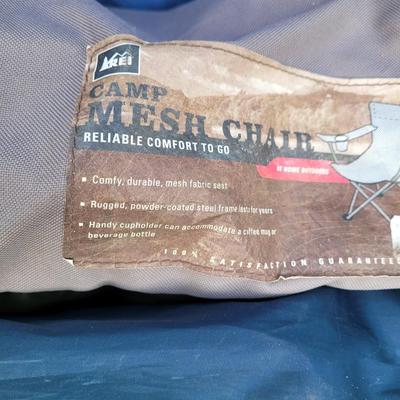 REI
CAMP
MESH CHAIR
RELIABLE COMFORT TO GO
AT HOME OUTDOORS
▪ Comfy, durable, mesh fabric seat
▪ Rugged, powder-coated steel frame lasts for years
▪ Handy cupholder can accommodate a coffee mug or
beverage bottle
100% SATISFACTION GUARANTEED